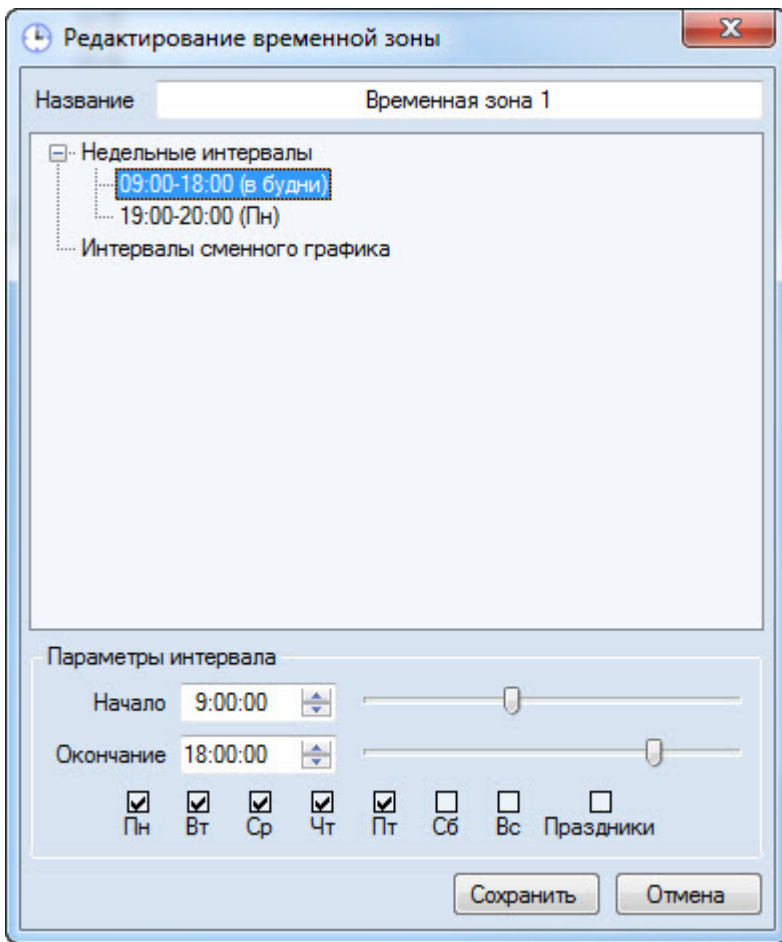 Редактирование временной зоны
Название Временная зона 1
Недельные интервалы
09:00-18:00 (в будни)
19:00-20:00 (Пн)
Интервалы сменного графика
Параметры интервала
Начало 9:00:00
Окончание 18:00:00
Пн Вт Ср Чт Пт Сб Вс Праздники
Сохранить Отмена